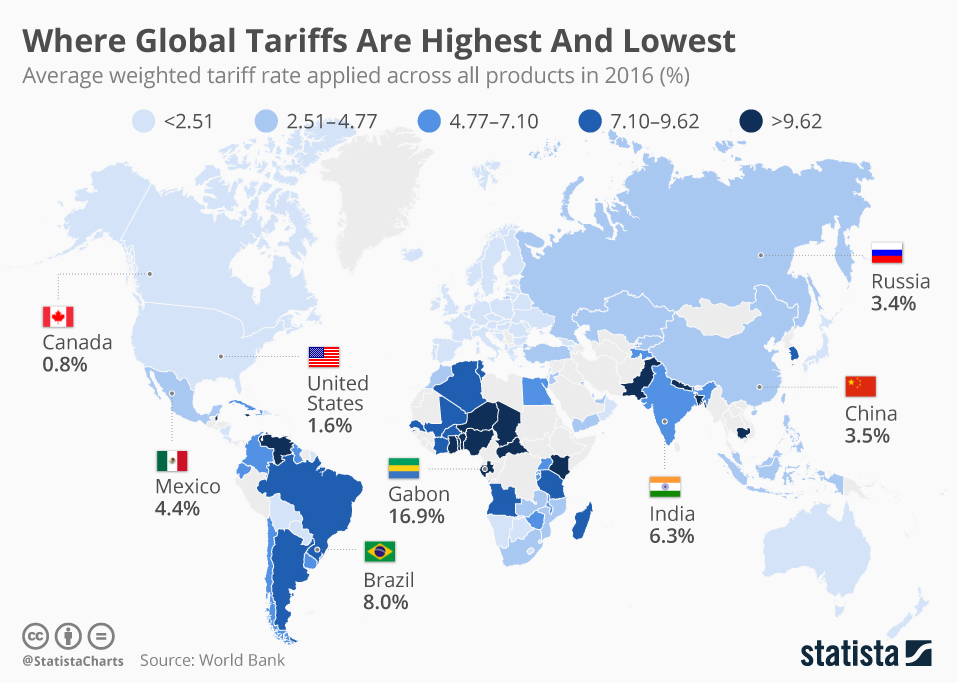 Where Global Tariffs Are Highest And Lowest
Average weighted tariff rate applied across all products in 2016 (%)
<2.51 2.51–4.77 4.77–7.10 7.10–9.62 >9.62
Russia
3.4%
Canada
0.8%
United
States
1.6%
China
3.5%
Mexico
4.4%
Gabon
16.9%
India
6.3%
Brazil
8.0%
cc
@StatistaCharts Source: World Bank
statista